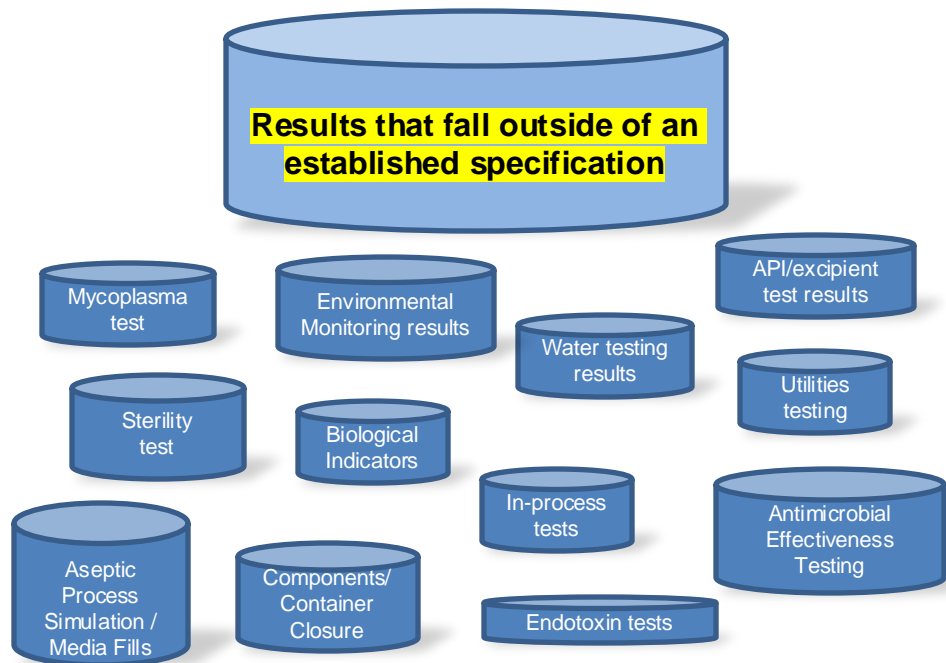 Results that fall outside of an
established specification
Mycoplasma
test
Environmental
Monitoring results
API/excipient
test results
Water testing
results
Utilities
testing
Sterility
test
Biological
Indicators
In-process
tests
Antimicrobial
Effectiveness
Testing
Aseptic
Process
Simulation /
Media Fills
Components/
Container
Closure
Endotoxin tests